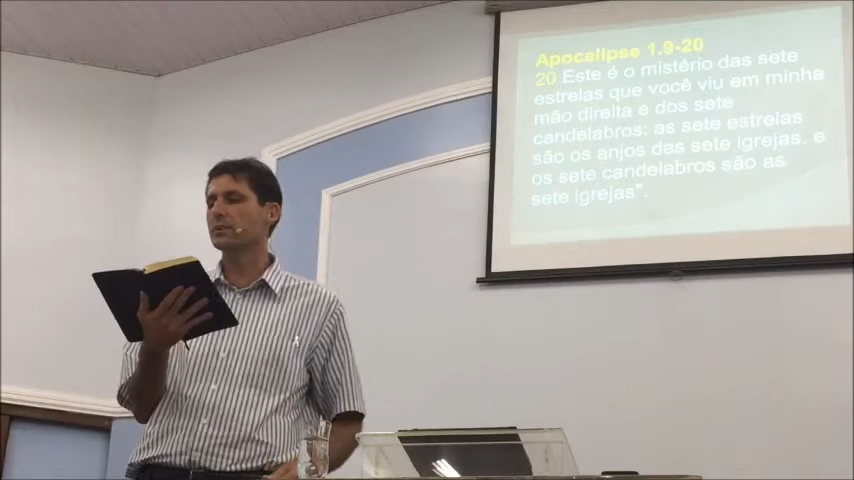 Apocalipse 1.9-20
20 Este é o mistério das sete
estrelas que você viu em minha
mão direita e dos sete
candelabros: as sete estrelas
são os anjos das sete igrejas, e
os sete candelabros são as
sete igrejas".